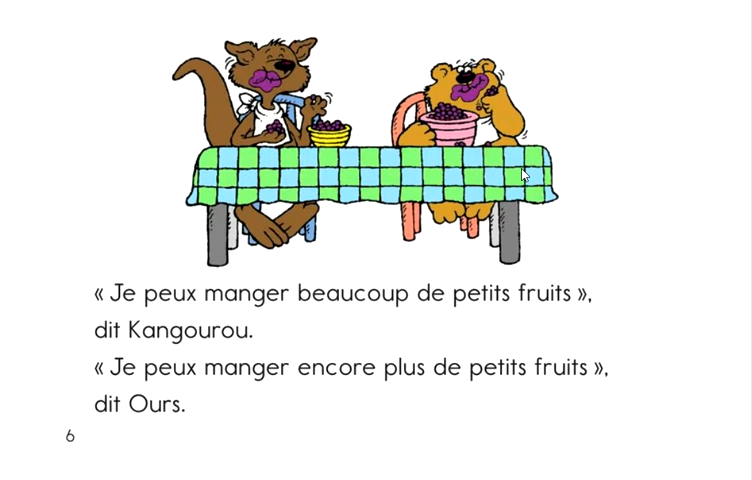 « Je peux manger beaucoup de petits fruits »,
dit Kangourou.
« Je peux manger encore plus de petits fruits »,
dit Ours.
6